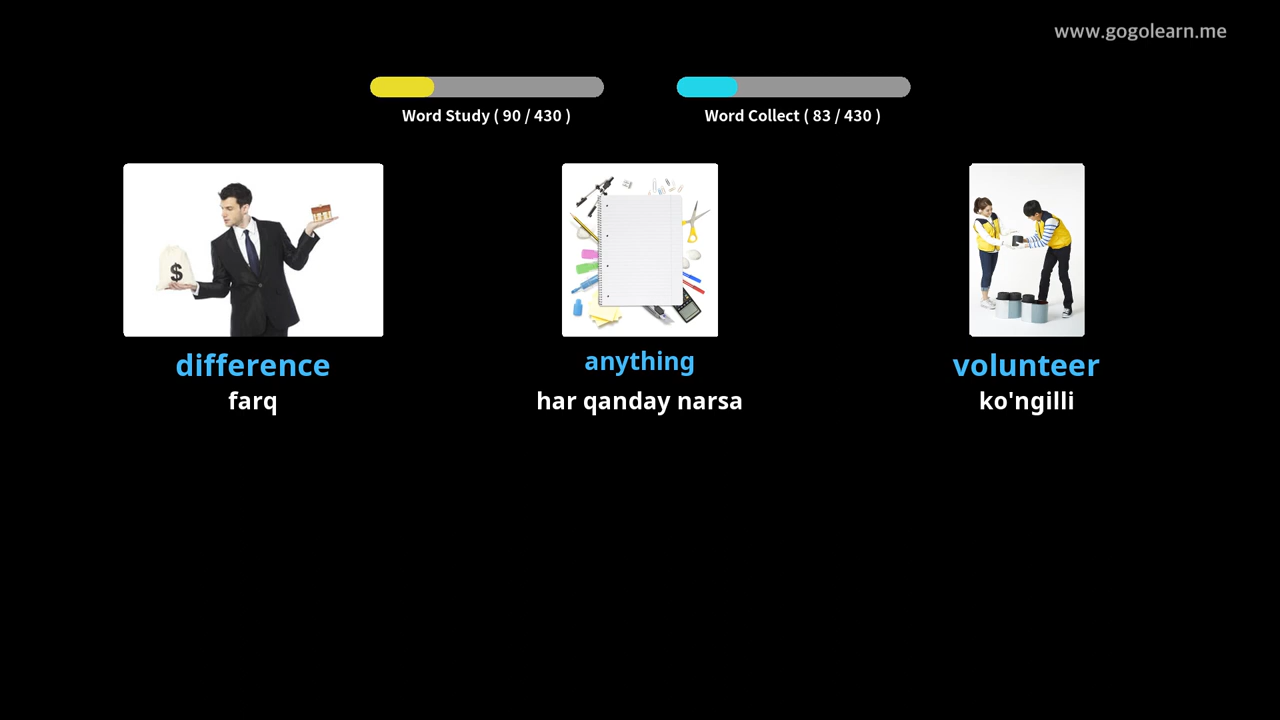 www.gogolearn.me
Word Study ( 90 / 430 )
Word Collect ( 83 / 430 )
$
difference
farq
anything
har qanday narsa
volunteer
ko'ngilli